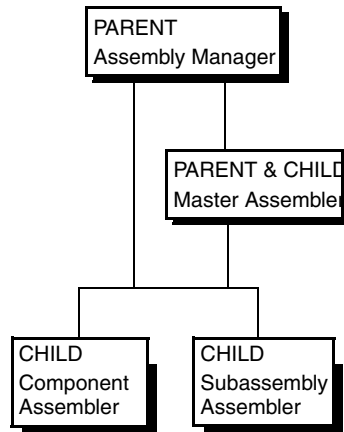 PARENT
Assembly Manager
PARENT & CHILD
Master Assembler
CHILD
Component
Assembler
CHILD
Subassembly
Assembler